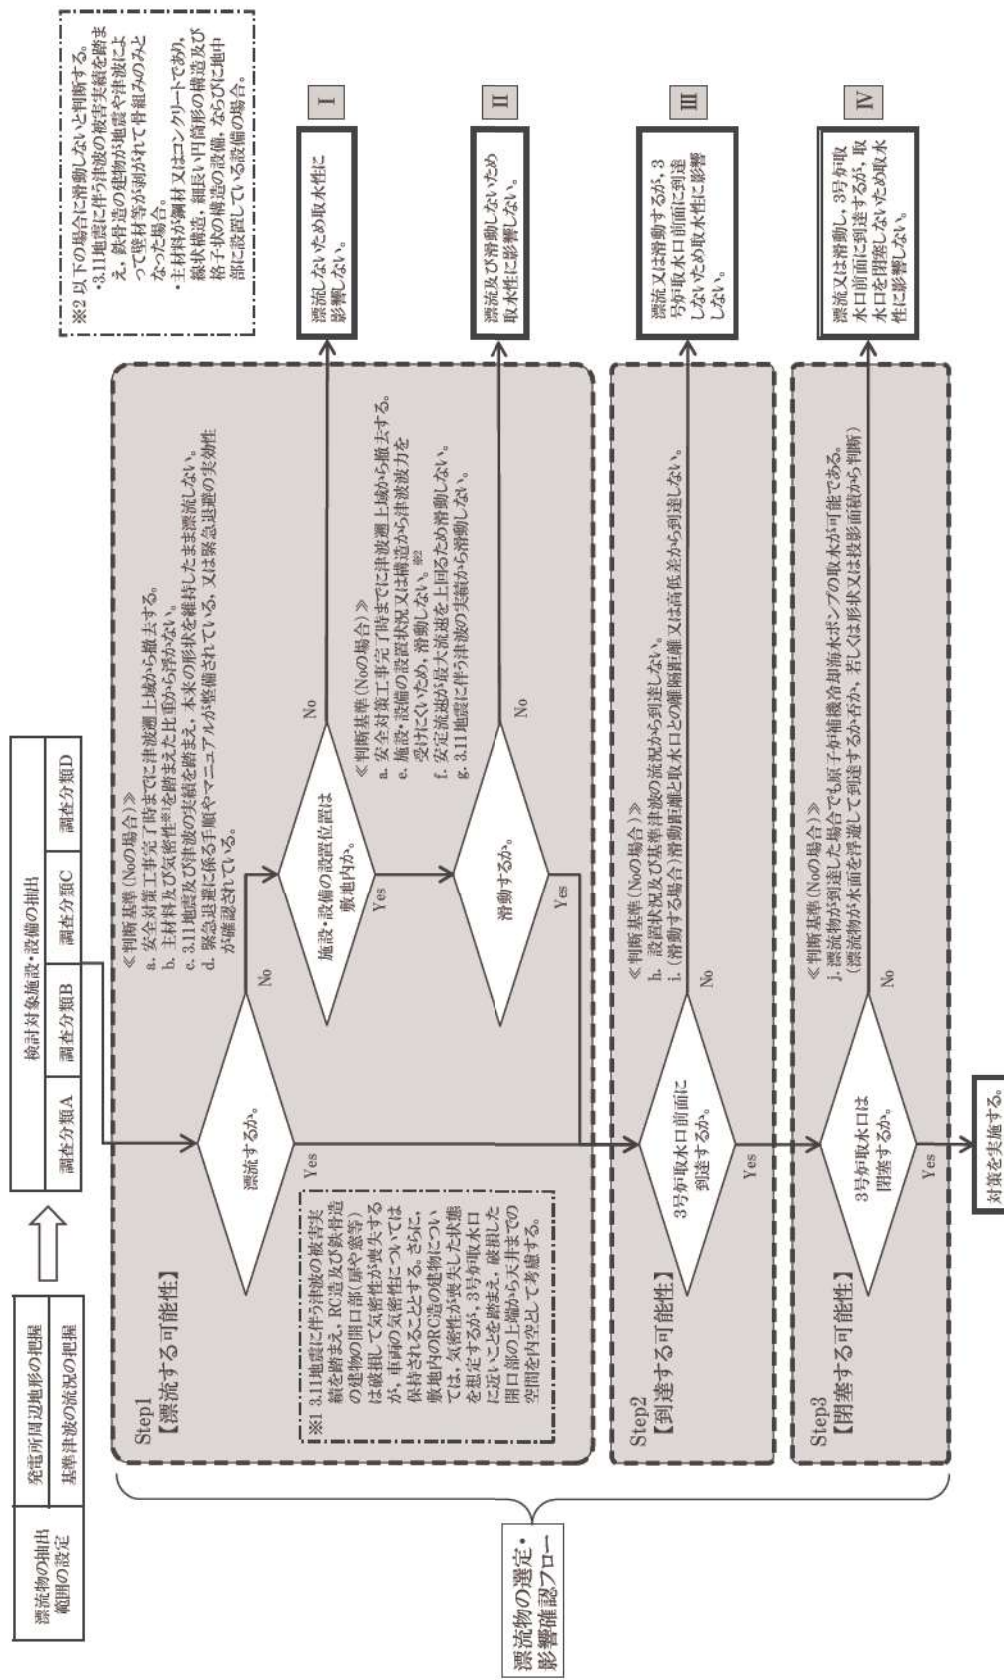 漂流物の抽出
範囲の設定
発電所周辺地形の把握
基準津波の流況の把握
検討対象施設・設備の抽出
調査分類A
調査分類B
調査分類C
調査分類D
漂流物の選定・
影響確認フロー
Step1
【漂流する可能性】
漂流するか。
No
Yes
≪判断基準(Noの場合)≫
a. 安全対策工事完了時までに津波遡上域から撤去する。
b. 主材料及び気密性※1を踏まえた比重から浮かない。
c. 3.11地震及び津波の実績を踏まえ,本来の形状を維持したまま漂流しない。
d. 緊急退避に係る手順やマニュアルが整備されている,又は緊急退避の実効性
が確認されている。
※1 3.11地震に伴う津波の被害実
績を踏まえ,RC造及び鉄骨造
の建物の開口部(扉や窓等)
は破損して気密性が喪失する
が,車両の気密性については
保持されることとする。さらに,
敷地内のRC造の建物につい
ては,気密性が喪失した状態
を想定するが,3号炉取水口
に近いことを踏まえ,破損した
開口部の上端から天井までの
空間を内空として考慮する。
施設・設備の設置位置は
敷地内か。
No
Yes
≪判断基準(Noの場合)≫
a. 安全対策工事完了時までに津波遡上域から撤去する。
e. 施設・設備の設置状況又は構造から津波波力を
受けにくいため,滑動しない。※2
f. 安定流速が最大流速を上回るため滑動しない。
g. 3.11地震に伴う津波の実績から滑動しない。
滑動するか。
No
Yes
※2 以下の場合に滑動しないと判断する。
・3.11地震に伴う津波の被害実績を踏ま
え,鉄骨造の建物が地震や津波によ
って壁材等が剥がれて骨組みのみと
なった場合。
・主材料が鋼材又はコンクリートであり,
線状構造,細長い円筒形の構造及び
格子状の構造の設備,ならびに地中
部に設置している設備の場合。
漂流しないため取水性に
影響しない。
I
漂流及び滑動しないため
取水性に影響しない。
II
Step2
【到達する可能性】
3号炉取水口前面に
到達するか。
No
Yes
≪判断基準(Noの場合)≫
h. 設置状況及び基準津波の流況から到達しない。
i. (滑動する場合)滑動距離と取水口との離隔距離又は高低差から到達しない。
漂流又は滑動するが,3
号炉取水口前面に到達
しないため取水性に影響
しない。
III
Step3
【閉塞する可能性】
3号炉取水口は
閉塞するか。
No
Yes
≪判断基準(Noの場合)≫
j. 漂流物が到達した場合でも原子炉補機冷却海水ポンプの取水が可能である。
(漂流物が水面を浮遊して到達するか否か,若しくは形状又は投影面積から判断)
漂流又は滑動し,3号炉取
水口前面に到達するが,取
水口を閉塞しないため取水
性に影響しない。
IV
対策を実施する。